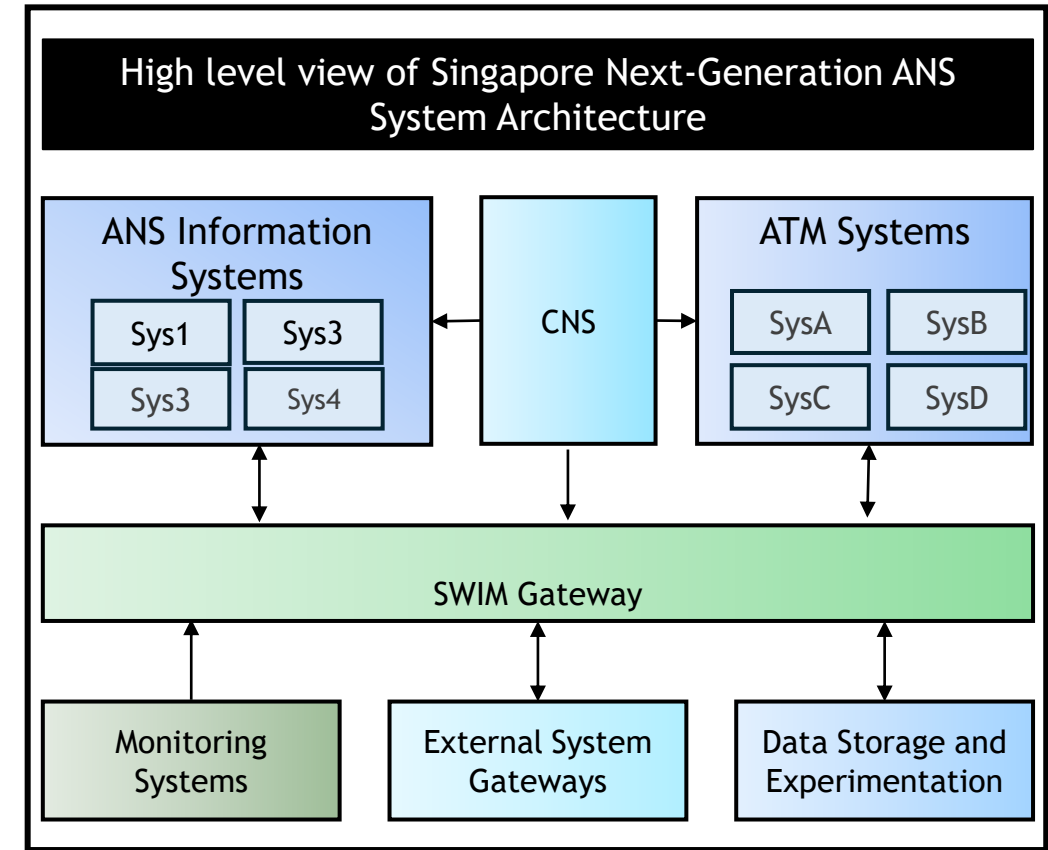 High level view of Singapore Next-Generation ANS
System Architecture
ANS Information
Systems
Sys1
Sys3
Sys3
Sys4
CNS
ATM Systems
SysA
SysB
SysC
SysD
SWIM Gateway
Monitoring
Systems
External System
Gateways
Data Storage and
Experimentation